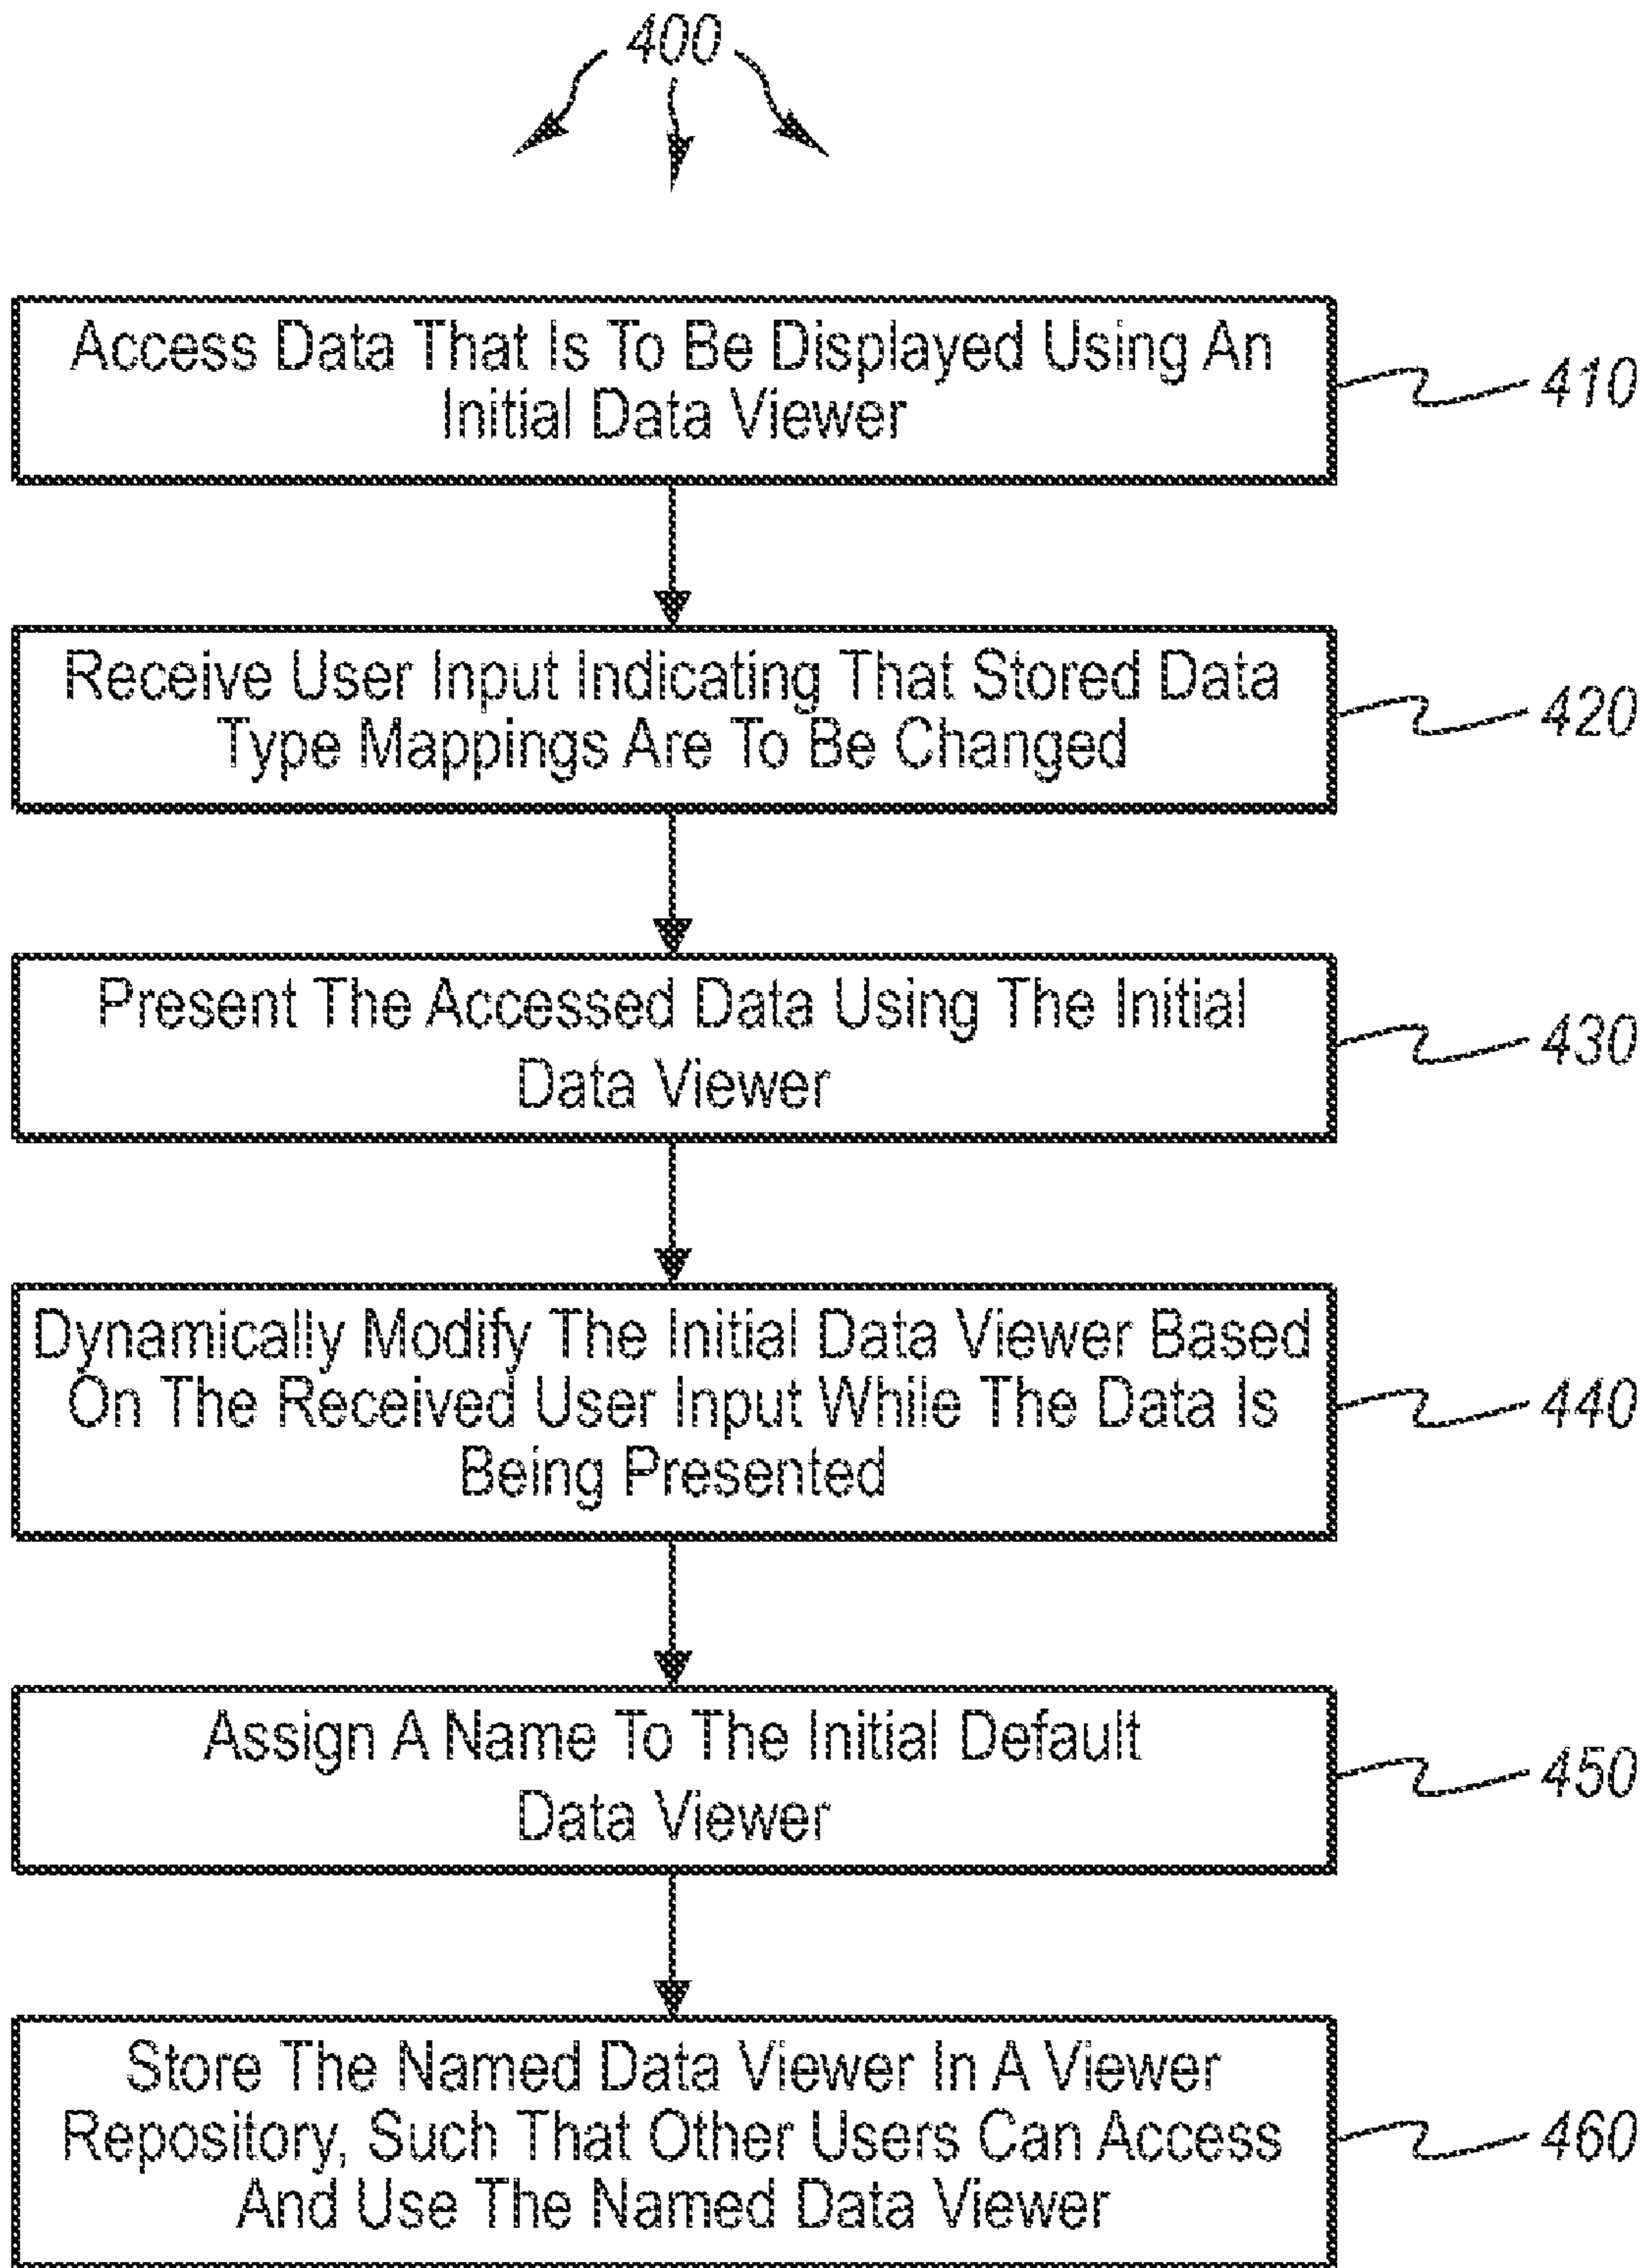 400
Access Data That Is To Be Displayed Using An
Initial Data Viewer
410
Receive User Input Indicating That Stored Data
Type Mappings Are To Be Changed
420
Present The Accessed Data Using The Initial
Data Viewer
430
Dynamically Modify The Initial Data Viewer Based
On The Received User Input While The Data Is
Being Presented
440
Assign A Name To The Initial Default
Data Viewer
450
Store The Named Data Viewer In A Viewer
Repository, Such That Other Users Can Access
And Use The Named Data Viewer
460